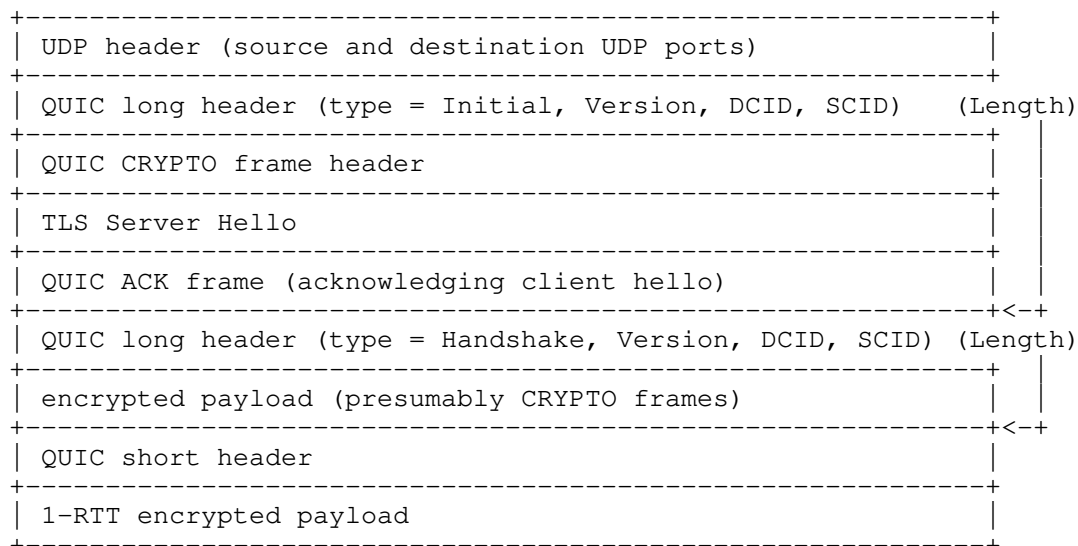 UDP header (source and destination UDP ports)
QUIC long header (type = Initial, Version, DCID, SCID) (Length)
QUIC CRYPTO frame header
TLS Server Hello
QUIC ACK frame (acknowledging client hello)
QUIC long header (type = Handshake, Version, DCID, SCID) (Length)
encrypted payload (presumably CRYPTO frames)
QUIC short header
1-RTT encrypted payload